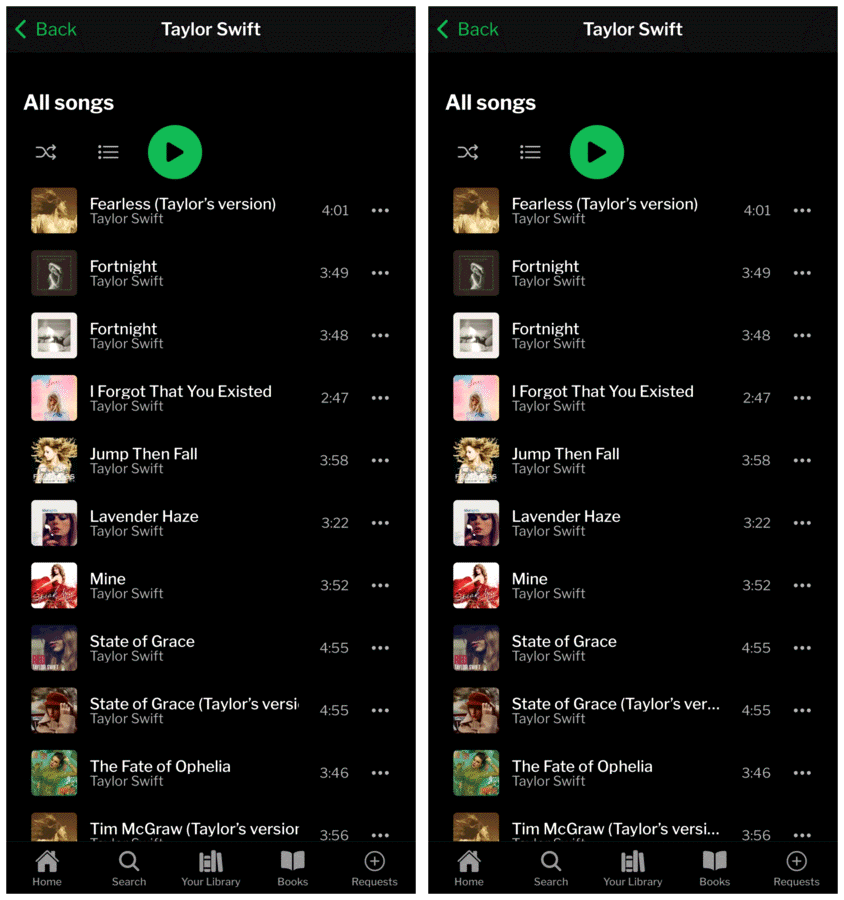 Back
Taylor Swift
All songs
Fearless (Taylor's version)
Taylor Swift
4:01
Fortnight
Taylor Swift
3:49
Fortnight
Taylor Swift
3:48
I Forgot That You Existed
Taylor Swift
2:47
Jump Then Fall
Taylor Swift
3:58
Lavender Haze
Taylor Swift
3:22
Mine
Taylor Swift
3:52
State of Grace
Taylor Swift
4:55
State of Grace (Taylor's versi
Taylor Swift
4:55
The Fate of Ophelia
Taylor Swift
3:46
Tim McGraw (Taylor's version
3:56
Home
Search
Your Library
Books
Requests
Back
Taylor Swift
All songs
Fearless (Taylor's version)
Taylor Swift
4:01
Fortnight
Taylor Swift
3:49
Fortnight
Taylor Swift
3:48
I Forgot That You Existed
Taylor Swift
2:47
Jump Then Fall
Taylor Swift
3:58
Lavender Haze
Taylor Swift
3:22
Mine
Taylor Swift
3:52
State of Grace
Taylor Swift
4:55
State of Grace (Taylor's ver...
Taylor Swift
4:55
The Fate of Ophelia
Taylor Swift
3:46
Tim McGraw (Taylor's versi...
3:56
Home
Search
Your Library
Books
Requests